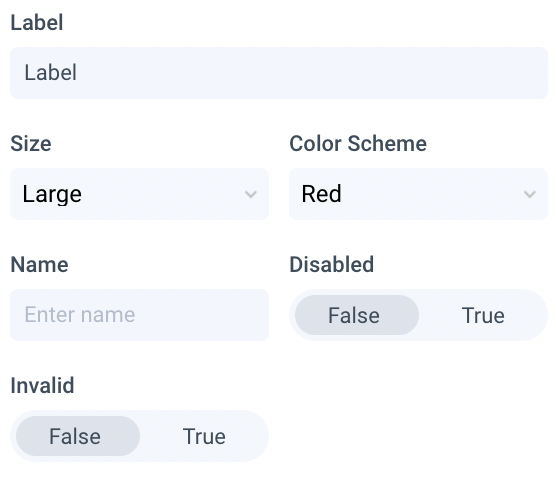 Label
Label
Size Color Scheme
Large Red
Name Disabled
Enter name False True
Invalid
False True